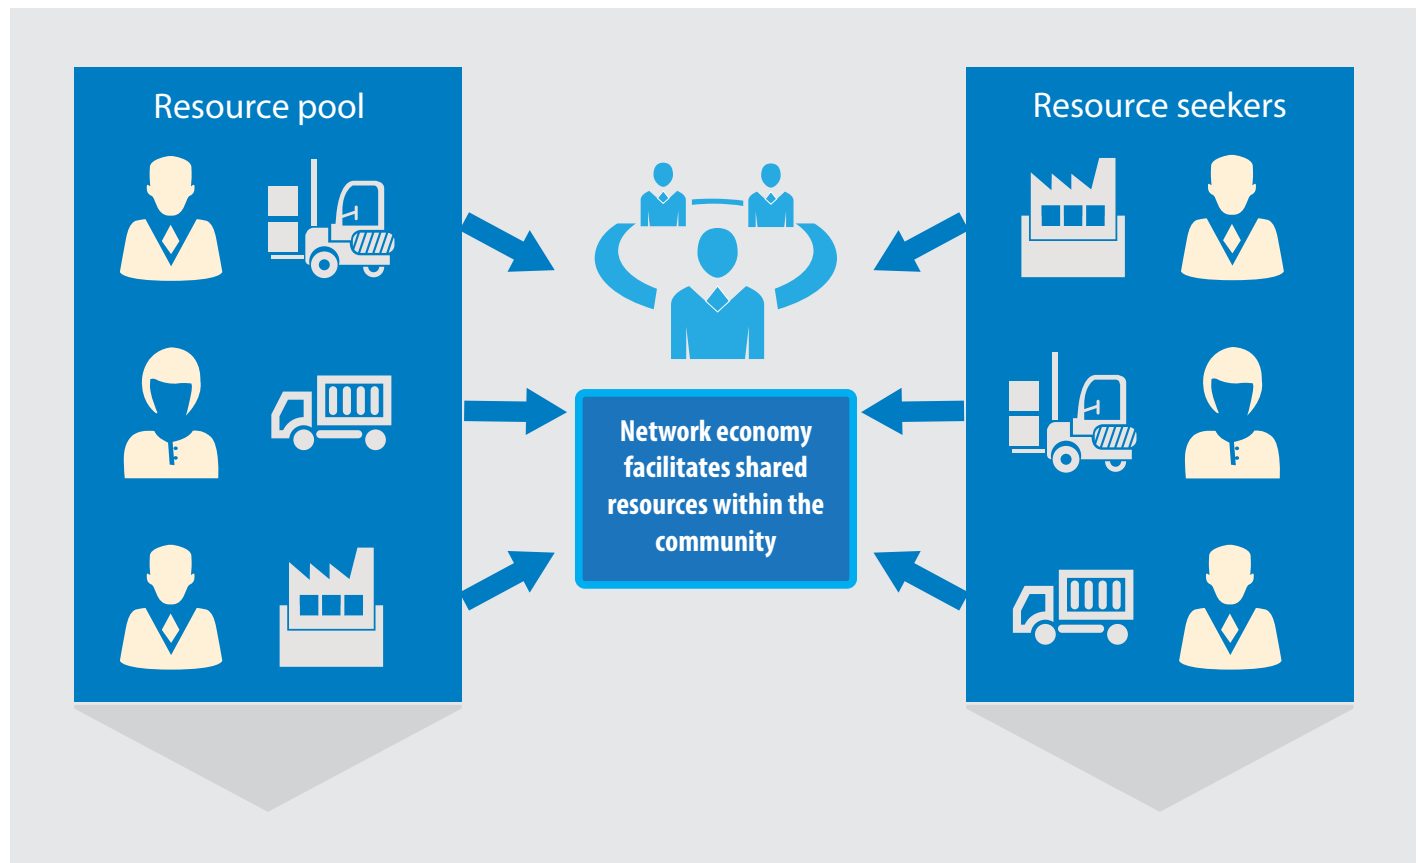 Resource pool
Resource seekers
Network economy
facilitates shared
resources within the
community